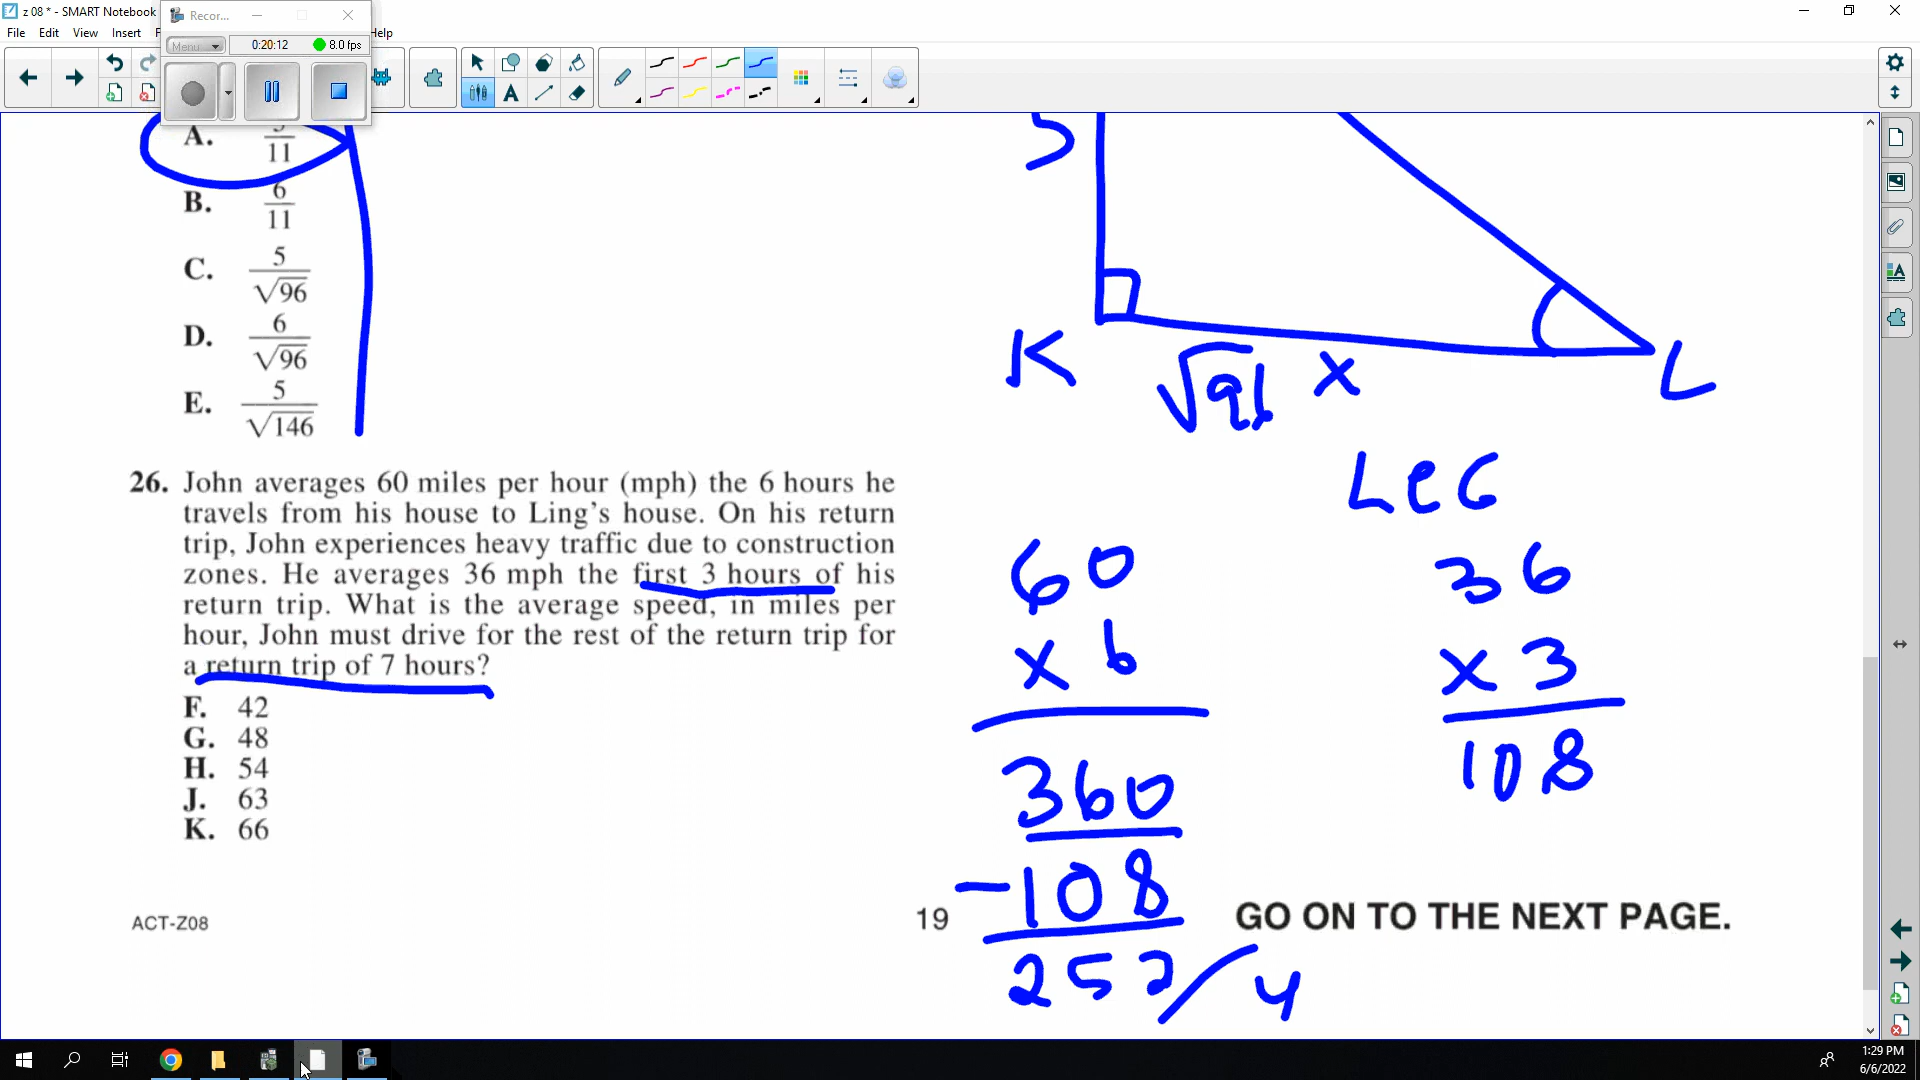 z 08 * - SMART Notebook
Recor...
File Edit View Insert
elp
Menu
0:20:12
8.0 fps
A. 11
B. 6/11
C. 5/√96
D. 6/√96
E. 5/√146
K
√91 x
L
LEG
26. John averages 60 miles per hour (mph) the 6 hours he
travels from his house to Ling's house. On his return
trip, John experiences heavy traffic due to construction
zones. He averages 36 mph the first 3 hours of his
return trip. What is the average speed, in miles per
hour, John must drive for the rest of the return trip for
a return trip of 7 hours?
F. 42
G. 48
H. 54
J. 63
K. 66
60
x 6
360
-108
252/4
36
x 3
108
ACT-Z08
19
GO ON TO THE NEXT PAGE.
1:29 PM
6/6/2022